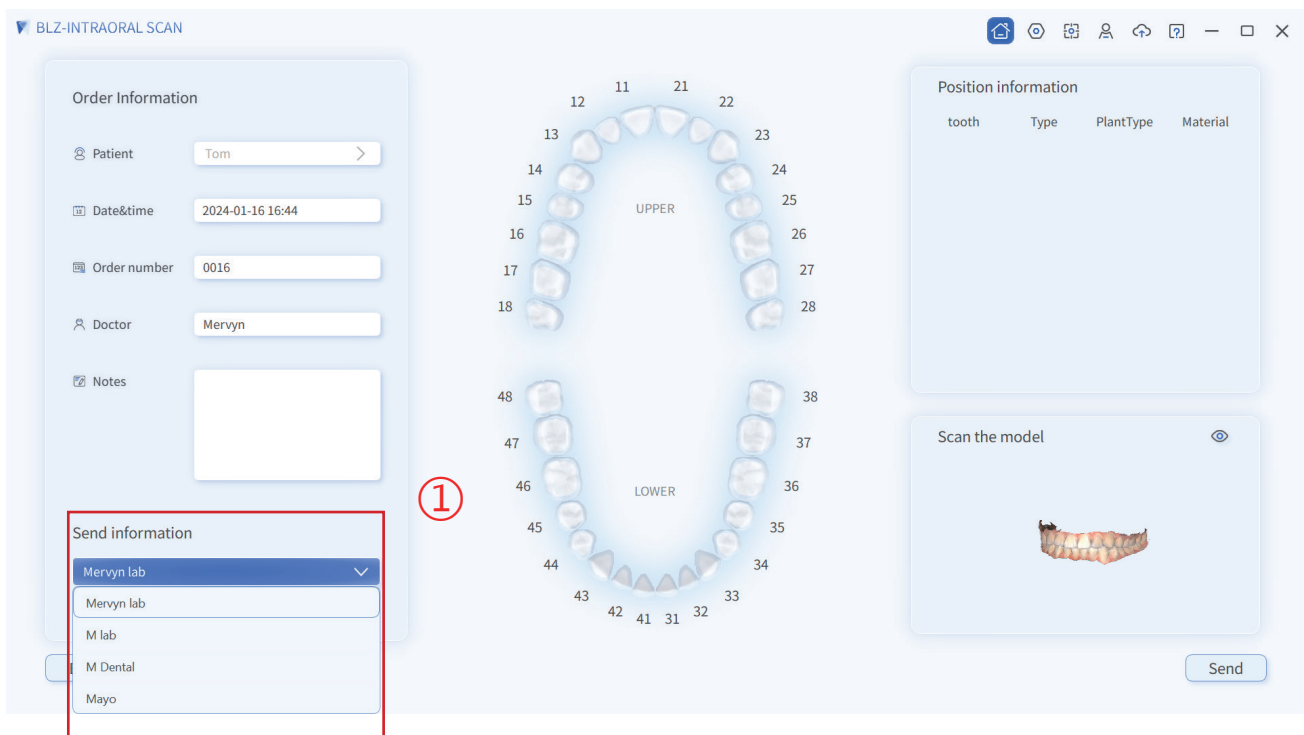 BLZ-INTRAORAL SCAN
Order Information
Patient Tom
Date&time 2024-01-16 16:44
Order number 0016
Doctor Mervyn
Notes
Send information
Mervyn lab
Mervyn lab
M lab
M Dental
Mayo
①
11 21
12 22
13 23
14 24
15 25
UPPER
16 26
17 27
18 28
48 38
47 37
46 36
LOWER
45 35
44 34
43 33
42 41 31 32
Position information
tooth Type PlantType Material
Scan the model
Send